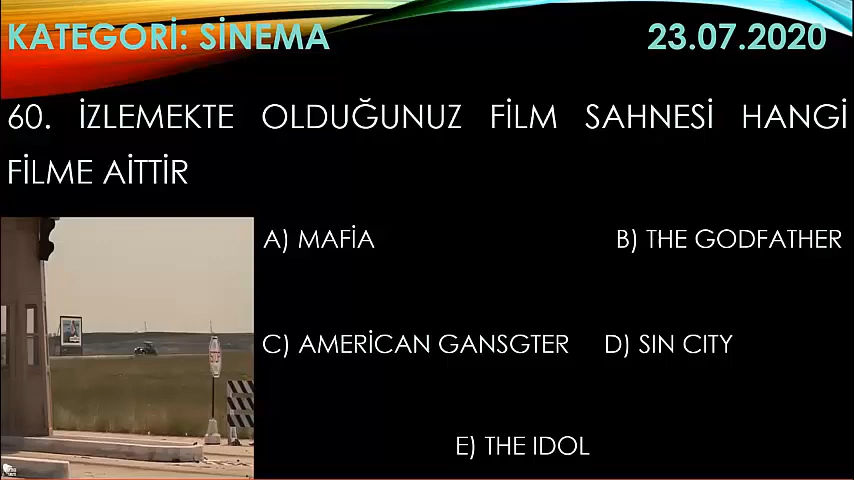 KATEGORİ: SİNEMA 23.07.2020
60. İZLEMEKTE OLDUĞUNUZ FİLM SAHNESİ HANGİ
FİLME AİTTİR
A) MAFİA B) THE GODFATHER
C) AMERİCAN GANSGTER D) SIN CITY
E) THE IDOL